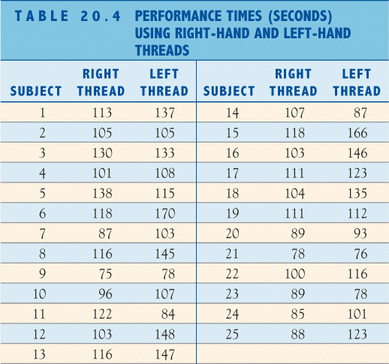 TABLE 20.4 PERFORMANCE TIMES (SECONDS)
USING RIGHT-HAND AND LEFT-HAND
THREADS
RIGHT LEFT RIGHT LEFT
SUBJECT THREAD THREAD SUBJECT THREAD THREAD
1 113 137 14 107 87
2 105 105 15 118 166
3 130 133 16 103 146
4 101 108 17 111 123
5 138 115 18 104 135
6 118 170 19 111 112
7 87 103 20 89 93
8 116 145 21 78 76
9 75 78 22 100 116
10 96 107 23 89 78
11 122 84 24 85 101
12 103 148 25 88 123
13 116 147